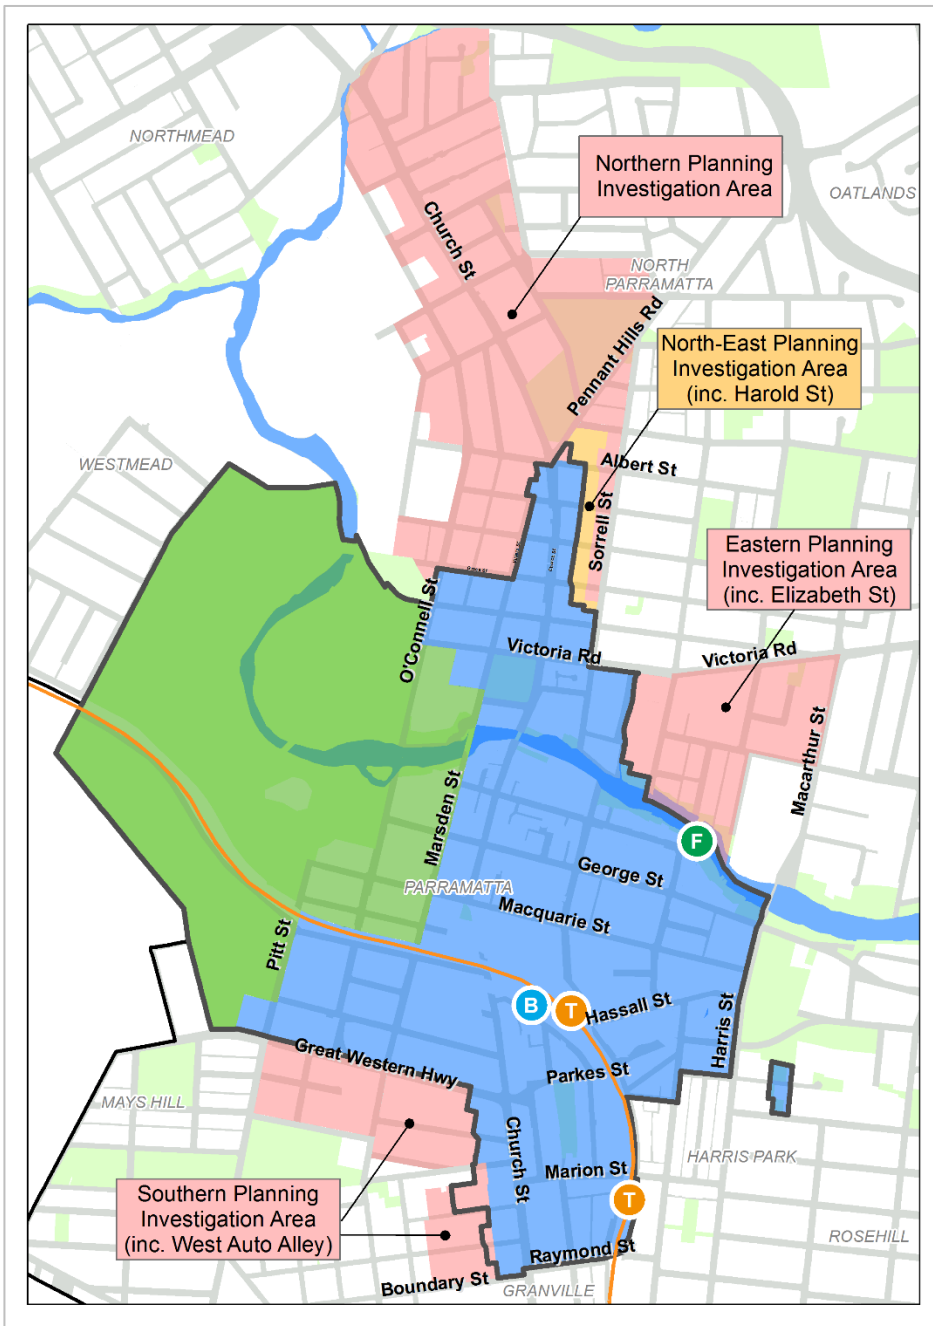 NORTHMEAD
Northern Planning
Investigation Area
OATLANDS
Church St
NORTH
PARRAMATTA
Pennant Hills Rd
North-East Planning
Investigation Area
(inc. Harold St)
WESTMEAD
Albert St
Sorrell St
Eastern Planning
Investigation Area
(inc. Elizabeth St)
O'Connell St
Victoria Rd
Victoria Rd
Macarthur St
Marsden St
F
George St
PARRAMATTA
Macquarie St
Pitt St
B
T
Hassall St
Harris St
Great Western Hwy
Parkes St
MAYS HILL
Church St
HARRIS PARK
Marion St
T
Southern Planning
Investigation Area
(inc. West Auto Alley)
ROSEHILL
Raymond St
Boundary St
GRANVILLE